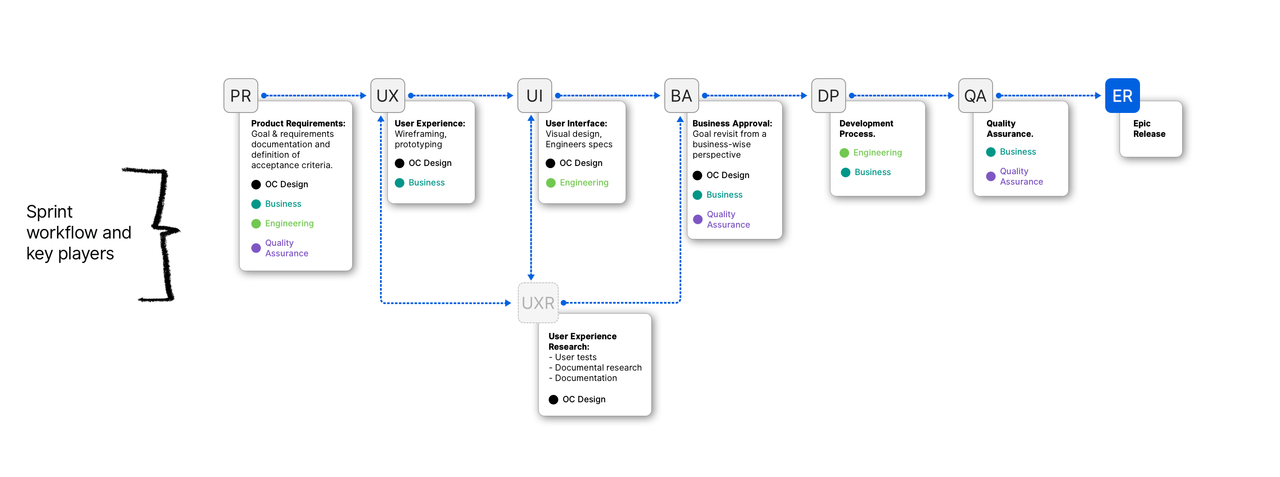 PR
UX
UI
BA
DP
QA
ER
Product Requirements:
Goal & requirements
documentation and
definition of
acceptance criteria.
OC Design
Business
Engineering
Quality
Assurance
User Experience:
Wireframing,
prototyping
OC Design
Business
User Interface:
Visual design,
Engineers specs
OC Design
Engineering
Business Approval:
Goal revisit from a
business-wise
perspective
OC Design
Business
Quality
Assurance
Development
Process.
Engineering
Business
Quality
Assurance.
Business
Quality
Assurance
Epic
Release
Sprint
workflow and
key players
UXR
User Experience
Research:
- User tests
- Documental research
- Documentation
OC Design